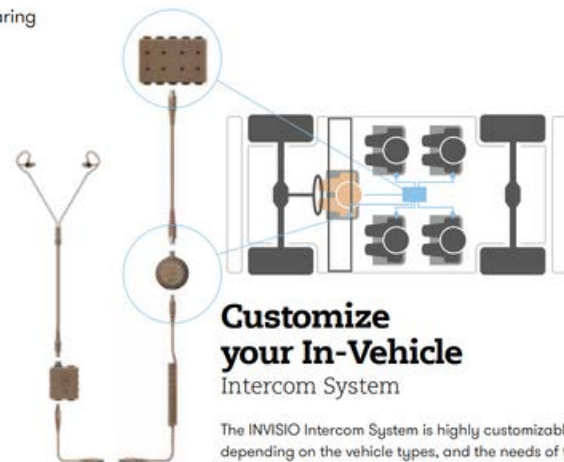 aring
Customize
your In-Vehicle
Intercom System
The INVISIO Intercom System is highly customizabl
depending on the vehicle types, and the needs of